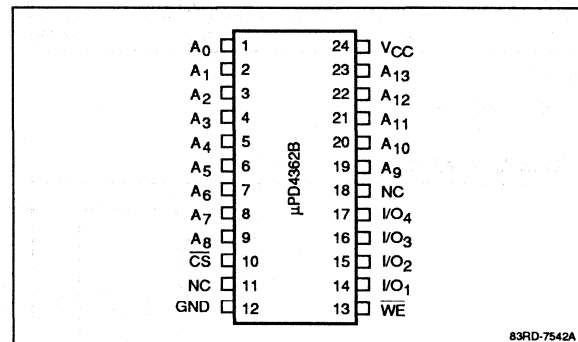 A0 1 24 VCC
A1 2 23 A13
A2 3 22 A12
A3 4 21 A11
A4 5 20 A10
A5 6 19 A9
A6 7 18 NC
A7 8 17 I/O4
A8 9 16 I/O3
CS 10 15 I/O2
NC 11 14 I/O1
GND 12 13 WE
μPD4362B
83RD-7542A